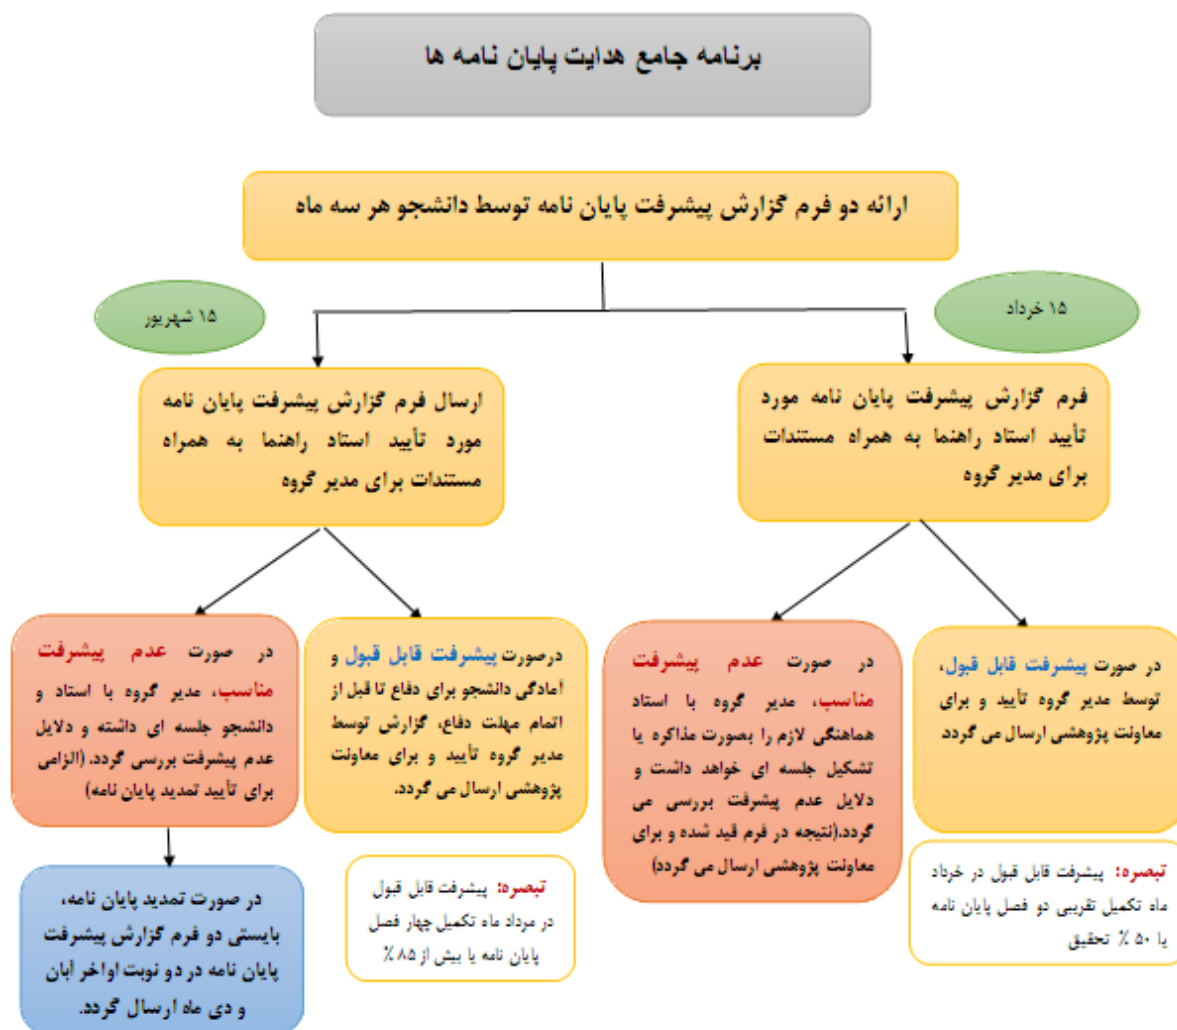 برنامه جامع هدایت پایان نامه ها
ارائه دو فرم گزارش پیشرفت پایان نامه توسط دانشجو هر سه ماه
۱۵ خرداد
۱۵ شهریور
فرم گزارش پیشرفت پایان نامه مورد
تأیید استاد راهنما به همراه مستندات
برای مدیر گروه
ارسال فرم گزارش پیشرفت پایان نامه
مورد تأیید استاد راهنما به همراه
مستندات برای مدیر گروه
در صورت پیشرفت قابل قبول،
توسط مدیر گروه تأیید و برای
معاونت پژوهشی ارسال می گردد.
در صورت عدم پیشرفت
مناسب، مدیر گروه با استاد
هماهنگی لازم را بصورت مذاکره یا
تشکیل جلسه ای خواهد داشت و
دلایل عدم پیشرفت بررسی می
گردد.(نتیجه در فرم قید شده و برای
معاونت پژوهشی ارسال می گردد)
درصورت پیشرفت قابل قبول و
آمادگی دانشجو برای دفاع تا قبل از
اتمام مهلت دفاع، گزارش توسط
مدیر گروه تأیید و برای معاونت
پژوهشی ارسال می گردد.
در صورت عدم پیشرفت
مناسب، مدیر گروه با استاد و
دانشجو جلسه ای داشته و دلایل
عدم پیشرفت بررسی گردد. (الزامی
برای تأیید تمدید پایان نامه)
تبصره: پیشرفت قابل قبول در خرداد
ماه تکمیل تقریبی دو فصل پایان نامه
یا ۵۰ % تحقیق
تبصره: پیشرفت قابل قبول
در مرداد ماه تکمیل چهار فصل
پایان نامه یا بیش از ۸۵ %
در صورت تمدید پایان نامه،
بایستی دو فرم گزارش پیشرفت
پایان نامه در دو نوبت اواخر آبان
و دی ماه ارسال گردد.